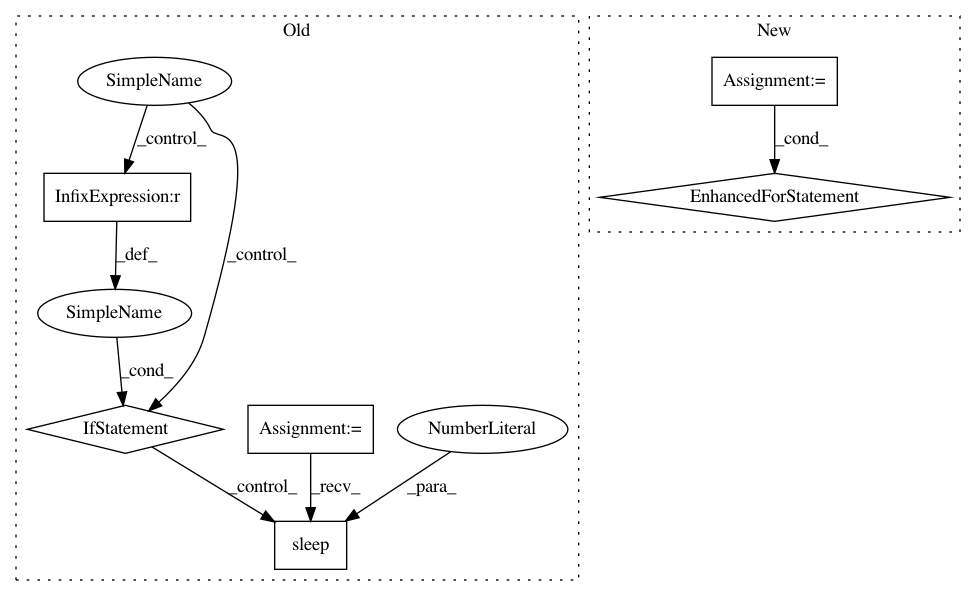 Old
New
SimpleName
Assignment:=
_control_
_cond_
InfixExpression:r
EnhancedForStatement
_def_
_control_
SimpleName
_cond_
IfStatement
Assignment:=
NumberLiteral
_control_
_recv_
_para_
sleep